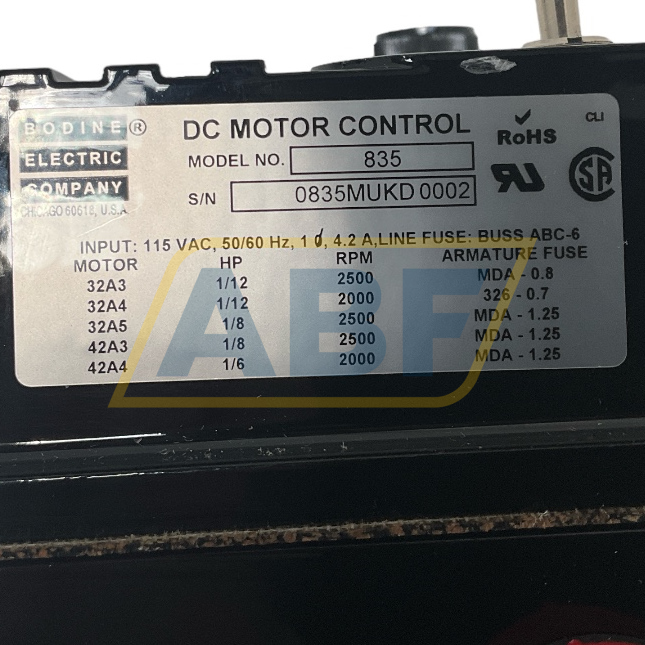 BODINE ®
ELECTRIC
COMPANY
CHICAGO 60618, U.S.A.
DC MOTOR CONTROL
MODEL NO. 835
S/N 0835MUKD 0002
RoHS
CLI
SA
INPUT: 115 VAC, 50/60 Hz, 1 Ø, 4.2 A, LINE FUSE: BUSS ABC-6
MOTOR HP RPM ARMATURE FUSE
32A3 1/12 2500 MDA - 0.8
32A4 1/12 2000 326 - 0.7
32A5 1/8 2500 MDA - 1.25
42A3 1/8 2500 MDA - 1.25
42A4 1/6 2000 MDA - 1.25
ABF